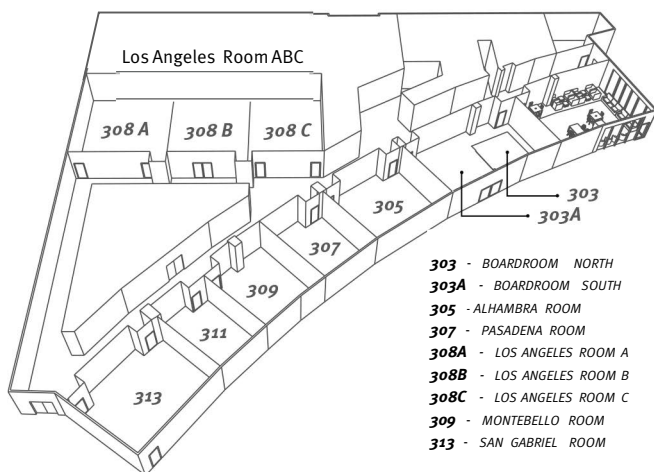 Los Angeles Room ABC
308 A 308 B 308 C
303
305
303A
307
309
311
313
303 - BOARDROOM NORTH
303A - BOARDROOM SOUTH
305 - ALHAMBRA ROOM
307 - PASADENA ROOM
308A - LOS ANGELES ROOM A
308B - LOS ANGELES ROOM B
308C - LOS ANGELES ROOM C
309 - MONTEBELLO ROOM
313 - SAN GABRIEL ROOM